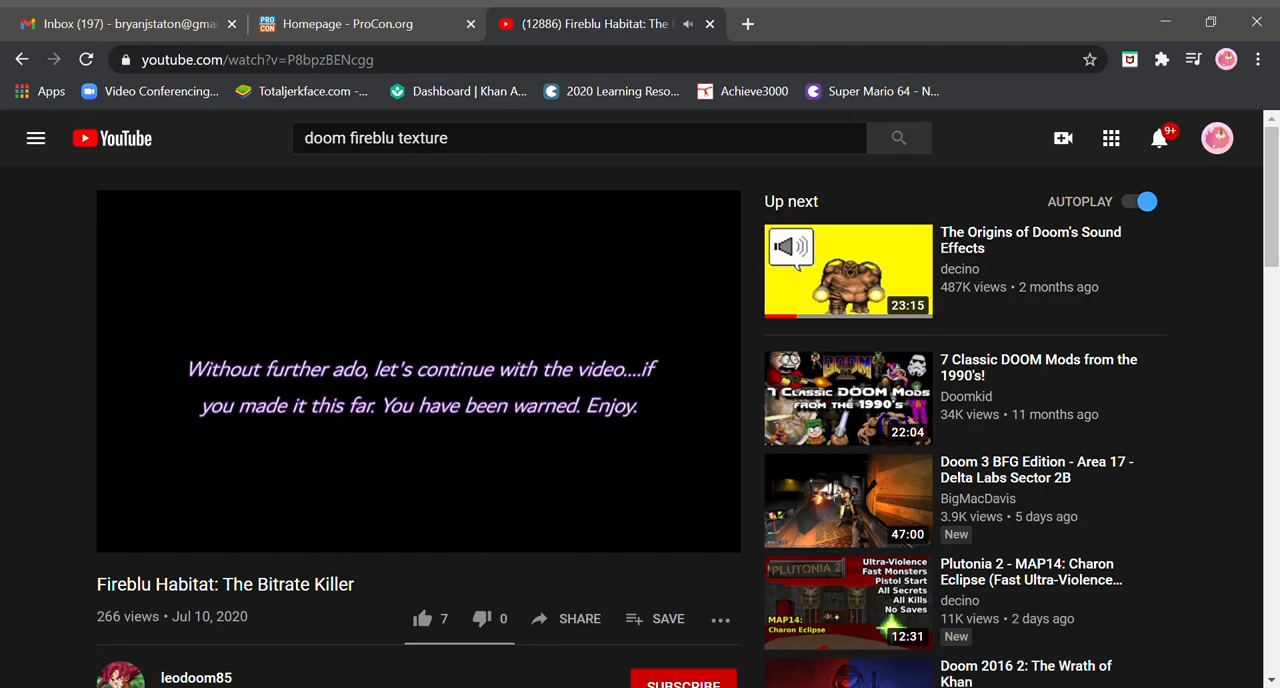 Inbox (197) - bryanjstaton@gmai
Homepage - ProCon.org
(12886) Fireblu Habitat: The
youtube.com/watch?v=P8bpzBENcgg
Apps
Video Conferencing...
Totaljerkface.com -...
Dashboard | Khan A...
2020 Learning Reso...
Achieve3000
Super Mario 64 - N...
YouTube
doom fireblu texture
9+
Without further ado, let's continue with the video....if
you made it this far. You have been warned. Enjoy.
Fireblu Habitat: The Bitrate Killer
266 views • Jul 10, 2020
7
0
SHARE
SAVE
leodoom85
SUBSCRIBE
Up next
AUTOPLAY
23:15
The Origins of Doom's Sound
Effects
decino
487K views • 2 months ago
DOOM
7 CLASSIC DOOM MODS
FROM THE 1990'S
22:04
7 Classic DOOM Mods from the
1990's!
Doomkid
34K views • 11 months ago
47:00
Doom 3 BFG Edition - Area 17 -
Delta Labs Sector 2B
BigMacDavis
3.9K views • 5 days ago
New
PLUTONIA 2
Ultra-Violence
Fast Monsters
Pistol Start
All Secrets
All Kills
No Saves
MAP14:
Charon Eclipse
12:31
Plutonia 2 - MAP14: Charon
Eclipse (Fast Ultra-Violence...
decino
11K views • 2 days ago
New
Doom 2016 2: The Wrath of
Khan